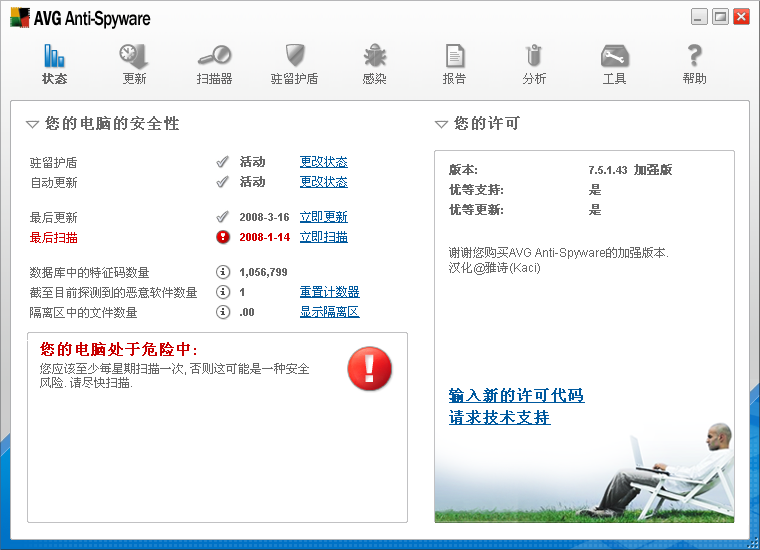 AVG Anti-Spyware
状态 更新 扫描器 驻留护盾 感染 报告 分析 工具 帮助
您的电脑的安全性
驻留护盾 活动 更改状态
自动更新 活动 更改状态
最后更新 2008-3-16 立即更新
最后扫描 2008-1-14 立即扫描
数据库中的特征码数量 1,056,799
截至目前探测到的恶意软件数量 1 重置计数器
隔离区中的文件数量 .00 显示隔离区
您的电脑处于危险中:
您应该至少每星期扫描一次, 否则这可能是一种安全
风险. 请尽快扫描.
您的许可
版本: 7.5.1.43 加强版
优等支持: 是
优等更新: 是
谢谢您购买AVG Anti-Spyware的加强版本.
汉化@雅诗(Kaci)
输入新的许可代码
请求技术支持